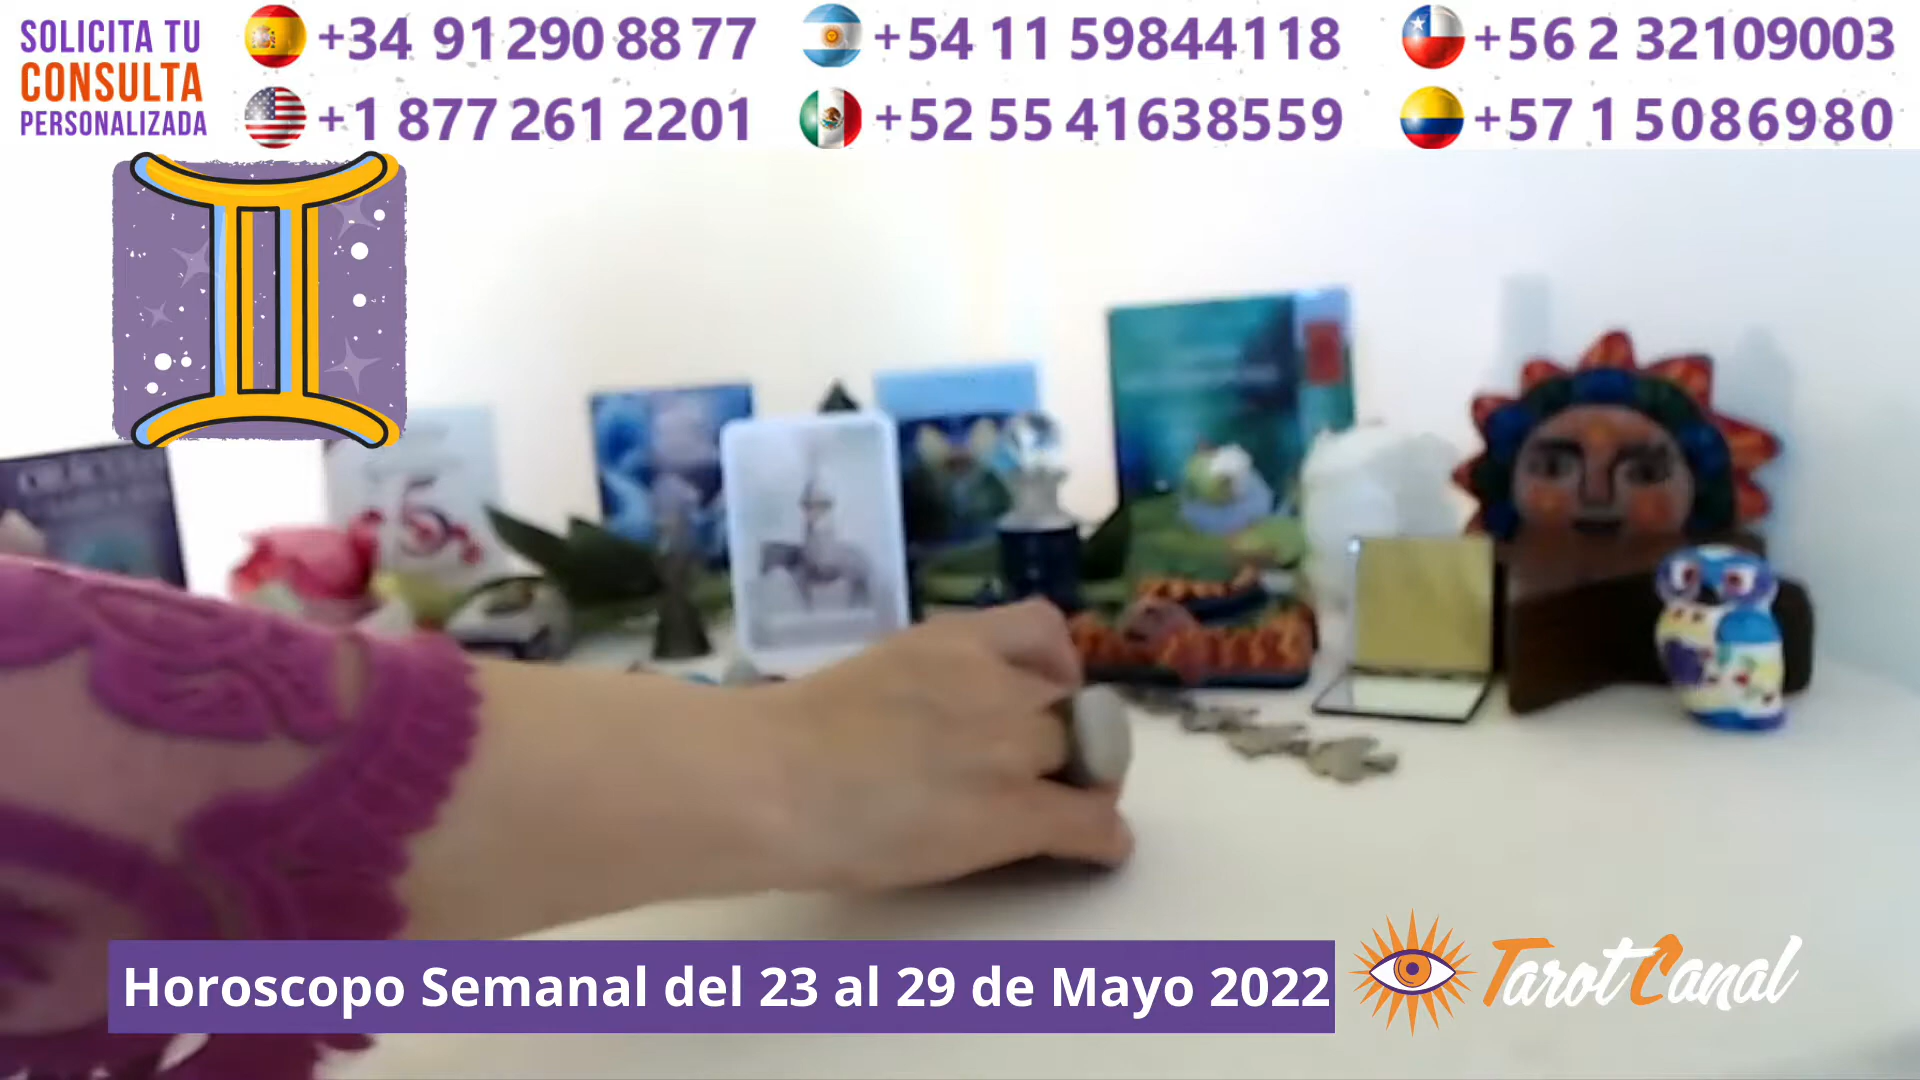 SOLICITA TU
CONSULTA
PERSONALIZADA
+34 91 290 88 77
+54 11 59844118
+56 2 32109003
+1 877 261 2201
+52 55 41638559
+57 1 5086980
Horoscopo Semanal del 23 al 29 de Mayo 2022
TarotCanal